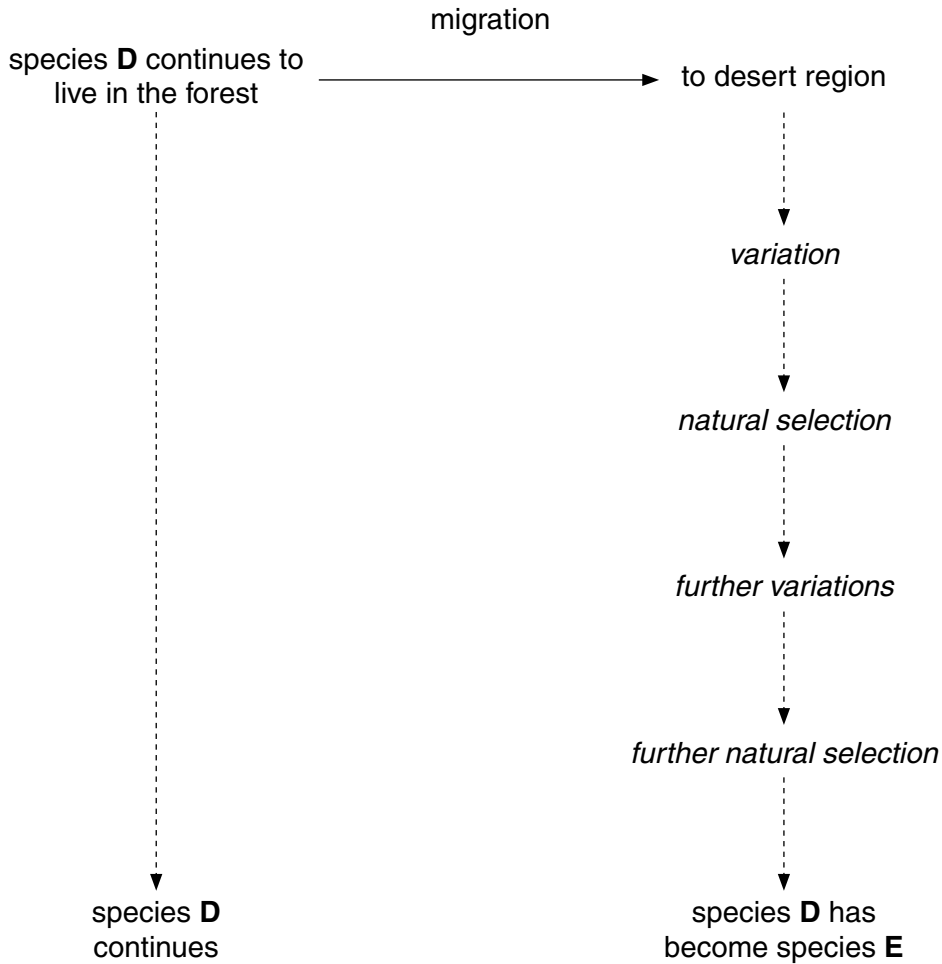 migration
species D continues to
live in the forest
to desert region
variation
natural selection
further variations
further natural selection
species D
continues
species D has
become species E